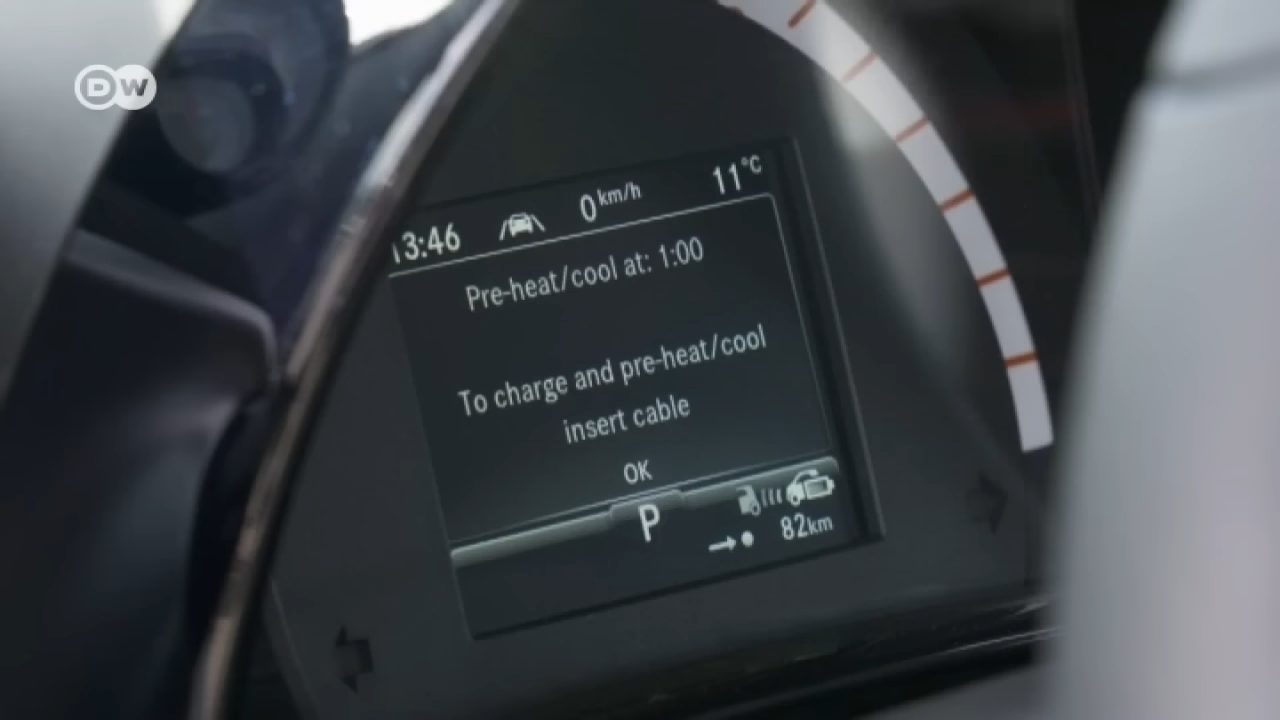 DW
13:46 0 km/h 11°C
Pre-heat/cool at: 1:00
To charge and pre-heat/cool
insert cable
OK
P
82km